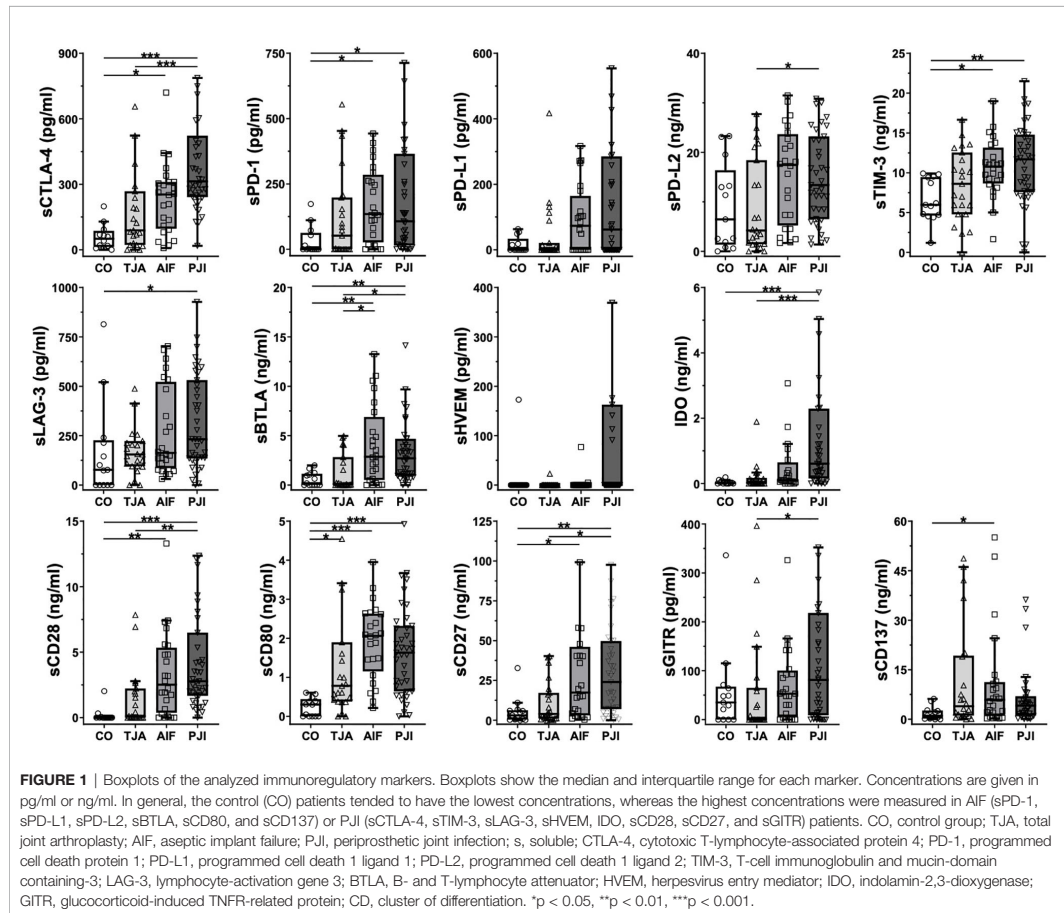 sCTLA-4 (pg/ml)
900
600
300
0
***
***
*
CO TJA AIF PJI
sPD-1 (pg/ml)
750
500
250
0
*
*
CO TJA AIF PJI
sPD-L1 (pg/ml)
600
400
200
0
CO TJA AIF PJI
sPD-L2 (ng/ml)
40
20
0
*
CO TJA AIF PJI
sTIM-3 (ng/ml)
25
20
15
10
5
0
**
*
CO TJA AIF PJI
sLAG-3 (pg/ml)
1000
750
500
250
0
*
CO TJA AIF PJI
sBTLA (ng/ml)
20
15
10
5
0
**
*
**
*
CO TJA AIF PJI
sHVEM (pg/ml)
400
300
200
100
0
CO TJA AIF PJI
IDO (ng/ml)
6
4
2
0
***
***
CO TJA AIF PJI
sCD28 (ng/ml)
15
10
5
0
***
**
**
CO TJA AIF PJI
sCD80 (ng/ml)
5
4
3
2
1
0
***
***
*
CO TJA AIF PJI
sCD27 (ng/ml)
125
100
75
50
25
0
**
*
*
CO TJA AIF PJI
sGITR (pg/ml)
400
300
200
100
0
*
CO TJA AIF PJI
sCD137 (pg/ml)
60
45
30
15
0
*
CO TJA AIF PJI
FIGURE 1 | Boxplots of the analyzed immunoregulatory markers. Boxplots show the median and interquartile range for each marker. Concentrations are given in
pg/ml or ng/ml. In general, the control (CO) patients tended to have the lowest concentrations, whereas the highest concentrations were measured in AIF (sPD-1,
sPD-L1, sPD-L2, sBTLA, sCD80, and sCD137) or PJI (sCTLA-4, sTIM-3, sLAG-3, sHVEM, IDO, sCD28, sCD27, and sGITR) patients. CO, control group; TJA, total
joint arthroplasty; AIF, aseptic implant failure; PJI, periprosthetic joint infection; s, soluble; CTLA-4, cytotoxic T-lymphocyte-associated protein 4; PD-1, programmed
cell death protein 1; PD-L1, programmed cell death 1 ligand 1; PD-L2, programmed cell death 1 ligand 2; TIM-3, T-cell immunoglobulin and mucin-domain
containing-3; LAG-3, lymphocyte-activation gene 3; BTLA, B- and T-lymphocyte attenuator; HVEM, herpesvirus entry mediator; IDO, indolamin-2,3-dioxygenase;
GITR, glucocorticoid-induced TNFR-related protein; CD, cluster of differentiation. *p < 0.05, **p < 0.01, ***p < 0.001.